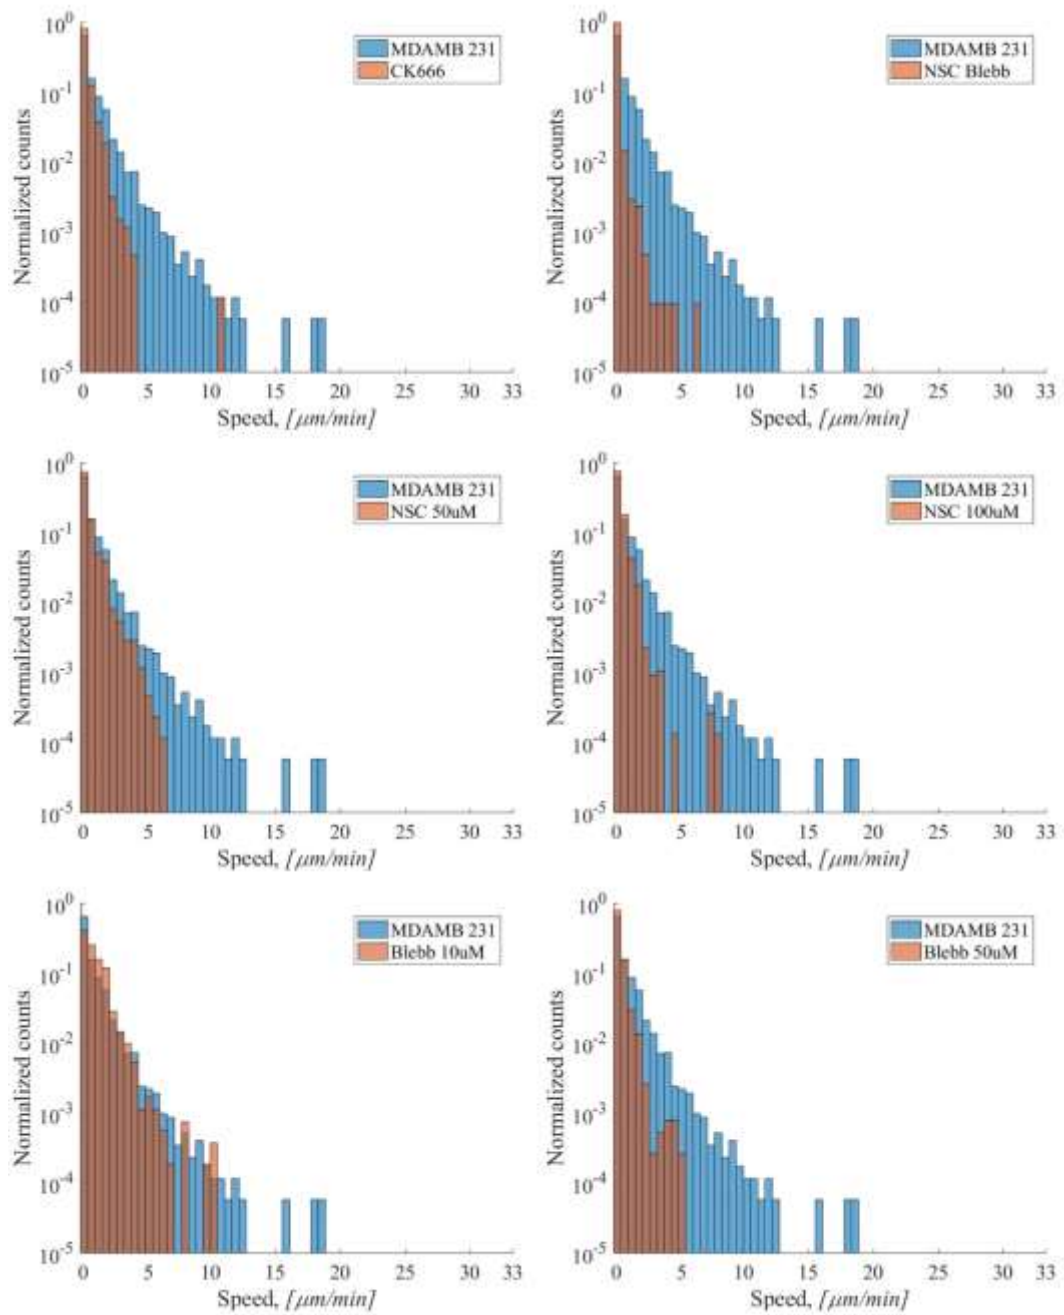 MDAMB 231
CK666
Normalized counts
10^0
10^-1
10^-2
10^-3
10^-4
10^-5
0 5 10 15 20 25 30 33
Speed, [μm/min]
MDAMB 231
NSC Blebb
Normalized counts
10^0
10^-1
10^-2
10^-3
10^-4
10^-5
0 5 10 15 20 25 30 33
Speed, [μm/min]
MDAMB 231
NSC 50uM
Normalized counts
10^0
10^-1
10^-2
10^-3
10^-4
10^-5
0 5 10 15 20 25 30 33
Speed, [μm/min]
MDAMB 231
NSC 100uM
Normalized counts
10^0
10^-1
10^-2
10^-3
10^-4
10^-5
0 5 10 15 20 25 30 33
Speed, [μm/min]
MDAMB 231
Blebb 10uM
Normalized counts
10^0
10^-1
10^-2
10^-3
10^-4
10^-5
0 5 10 15 20 25 30 33
Speed, [μm/min]
MDAMB 231
Blebb 50uM
Normalized counts
10^0
10^-1
10^-2
10^-3
10^-4
10^-5
0 5 10 15 20 25 30 33
Speed, [μm/min]